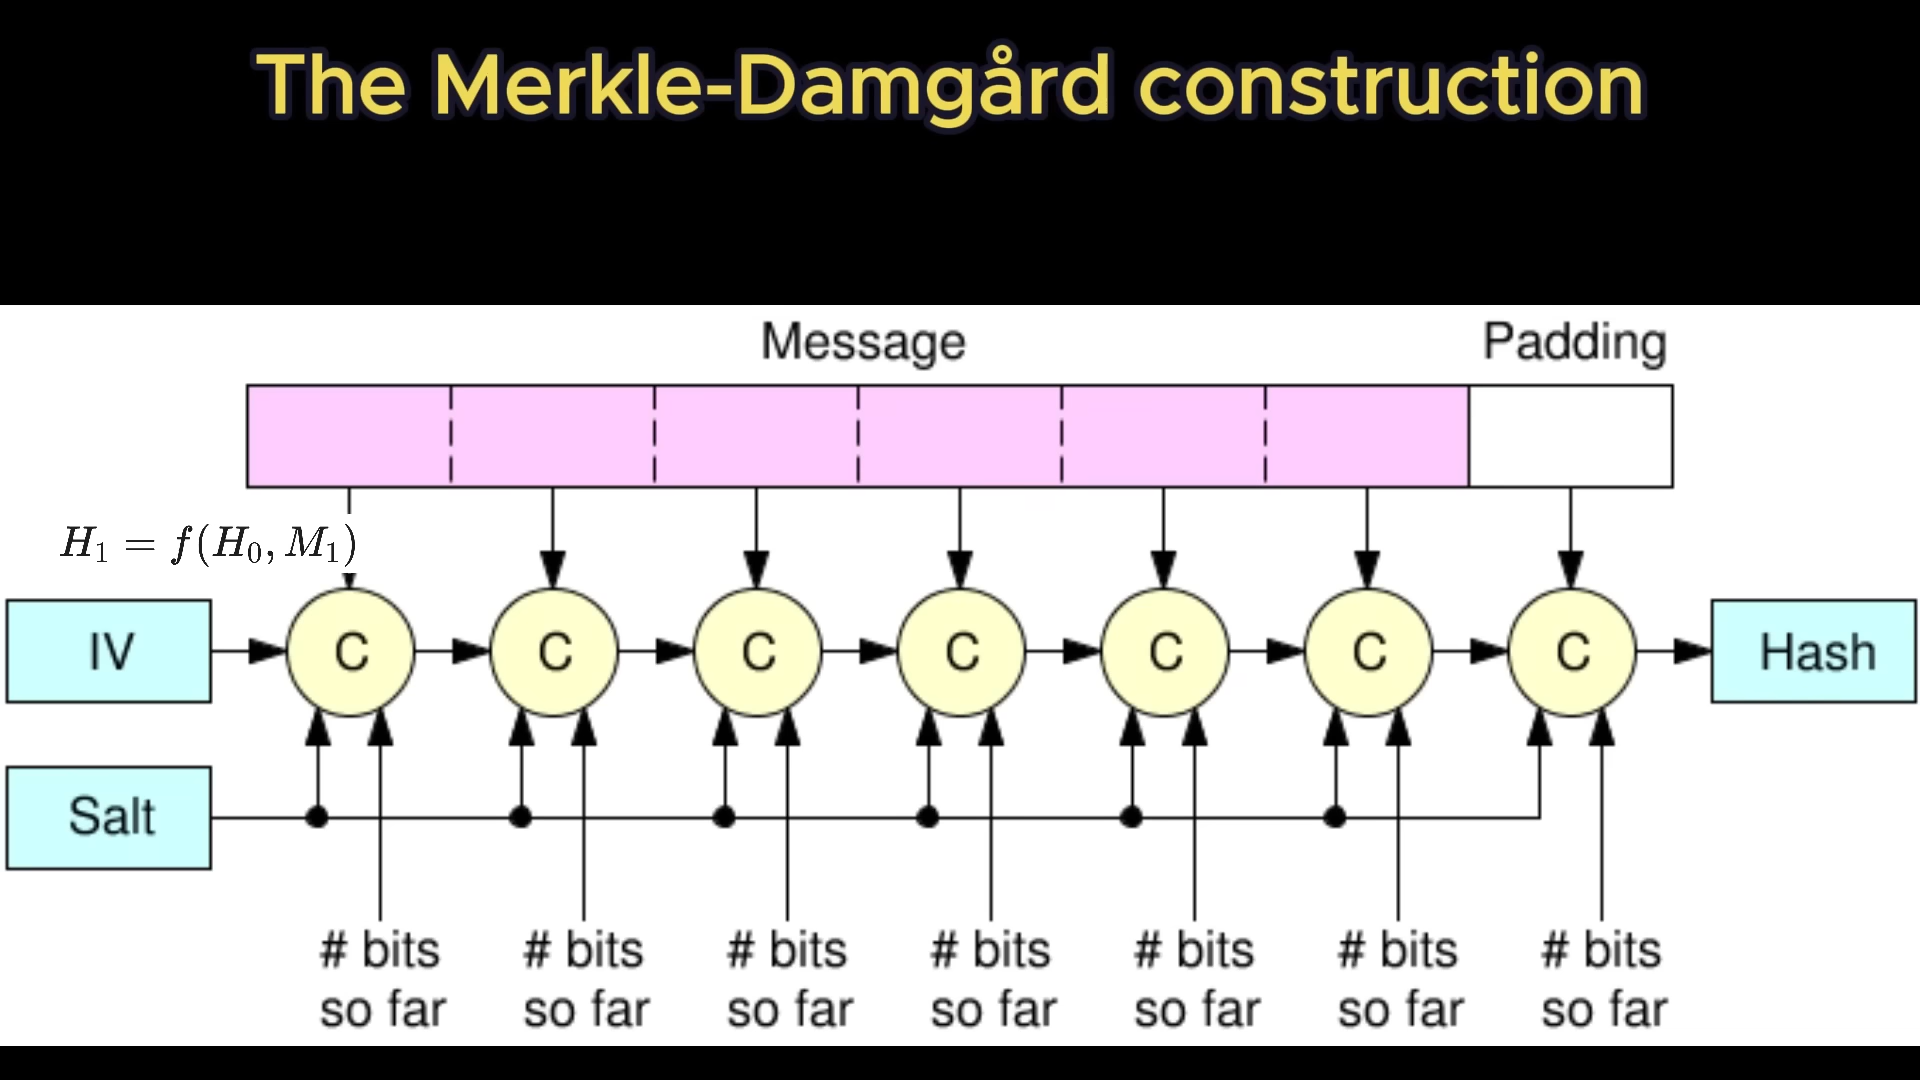 The Merkle-Damgård construction
Message
Padding
H₁ = f(H₀, M₁)
IV
C
C
C
C
C
C
C
Hash
Salt
# bits
so far
# bits
so far
# bits
so far
# bits
so far
# bits
so far
# bits
so far
# bits
so far